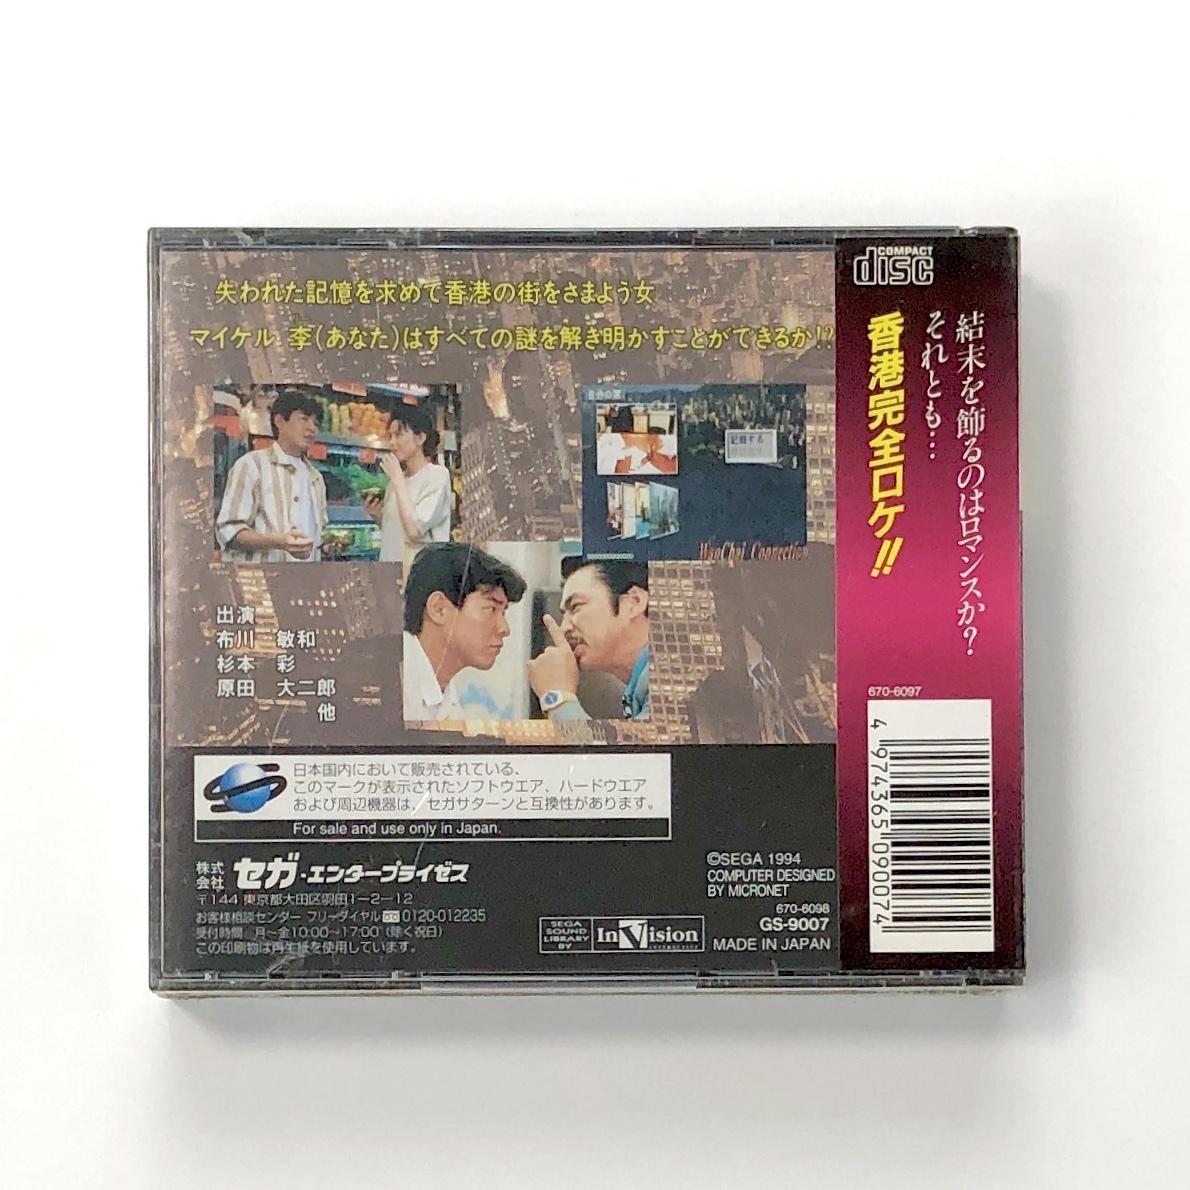 失われた記憶を求めて香港の街をさまよう女
マイケル 李(あなた)はすべての謎を解き明かすことができるか!?
自分の部屋
記録する
WanChai Connection
出演
布川 敏和
杉本 彩
原田 大二郎
他
日本国内において販売されている、
このマークが表示されたソフトウエア、ハードウエア
および周辺機器は、セガサターンと互換性があります。
For sale and use only in Japan.
株式会社 セガ・エンタープライゼス
〒144 東京都大田区羽田1-2-12
お客様相談センター フリーダイヤル 0120-012235
受付時間 月〜金10:00〜17:00(除く祝日)
この印刷物は再生紙を使用しています。
SEGA
SOUND
LIBRARY
BY
InVision
©SEGA 1994
COMPUTER DESIGNED
BY MICRONET
670-6098
GS-9007
MADE IN JAPAN
COMPACT
disc
結末を飾るのはロマンスか?
それとも…
香港完全ロケ!!
670-6097
4 974365 090074